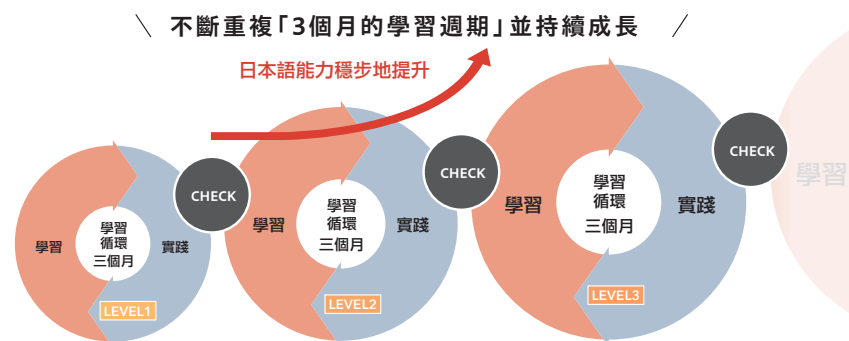 不斷重複「3個月的學習週期」並持續成長
日本語能力穩步地提升
學習
學習
循環
三個月
實踐
LEVEL1
CHECK
學習
學習
循環
三個月
實踐
LEVEL2
CHECK
學習
學習
循環
三個月
實踐
LEVEL3
CHECK
學習